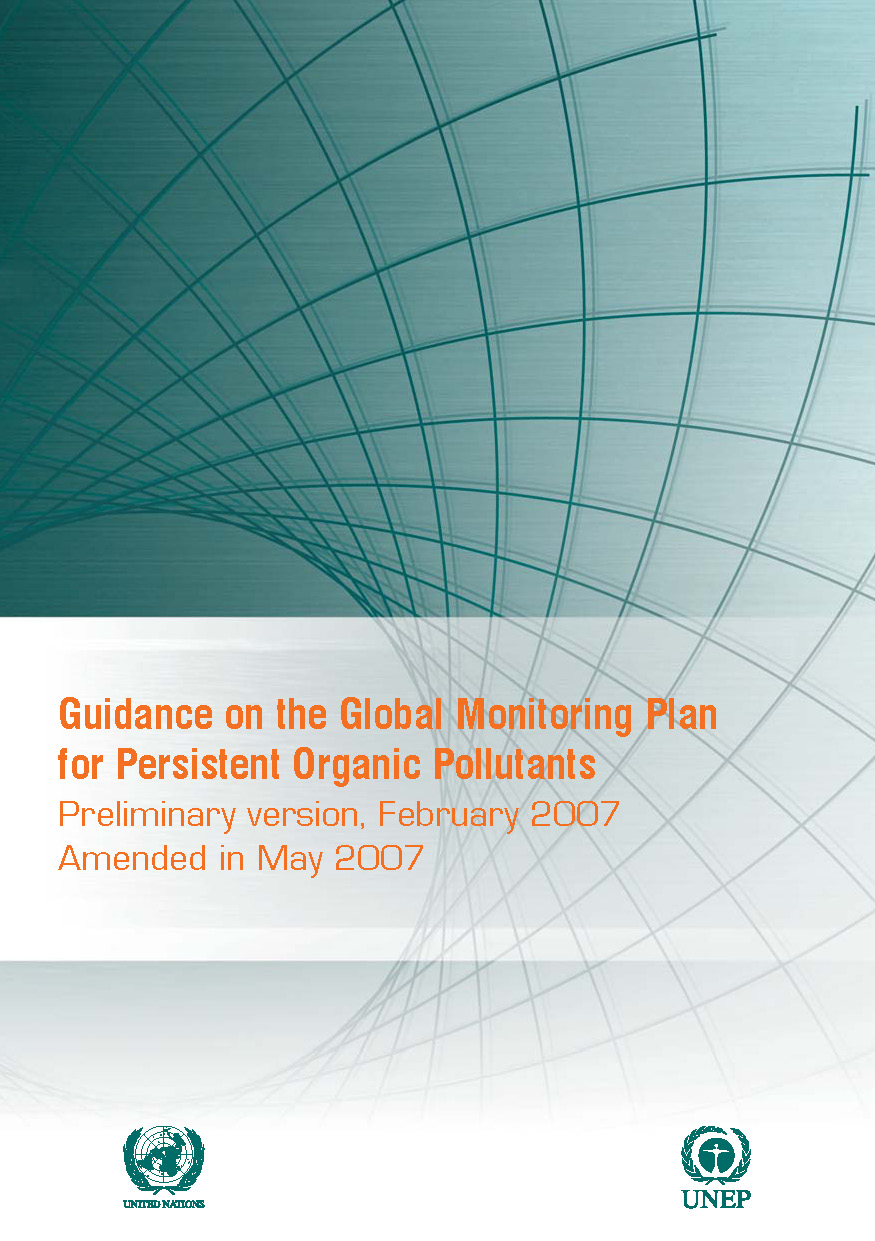 Guidance on the Global Monitoring Plan
for Persistent Organic Pollutants
Preliminary version, February 2007
Amended in May 2007
UNITED NATIONS
UNEP